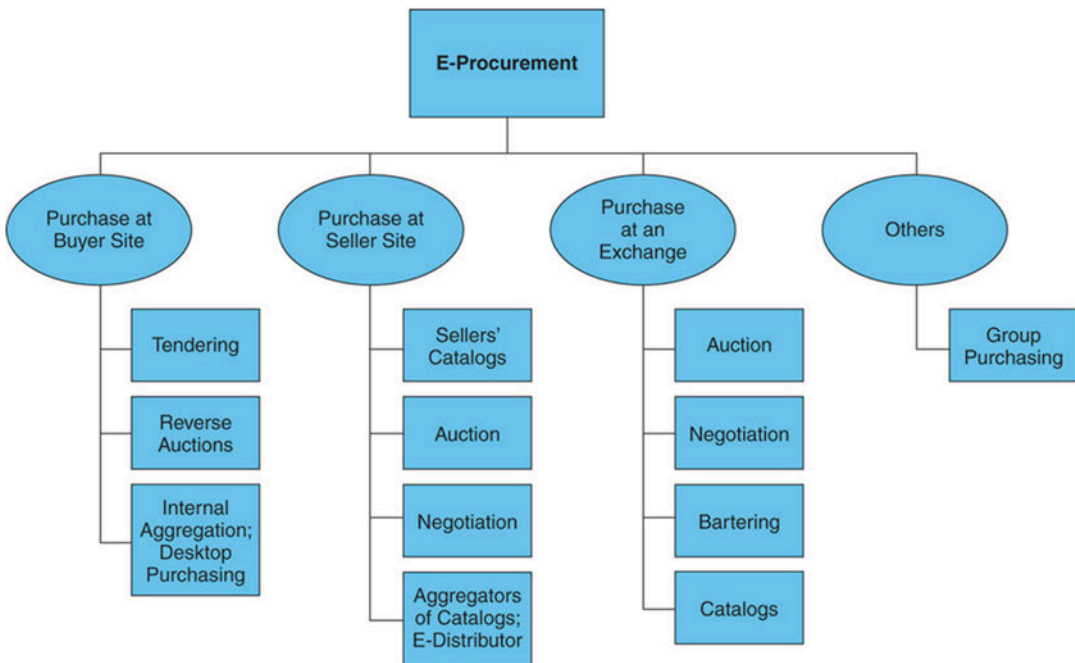 E-Procurement
Purchase at
Buyer Site
Purchase at
Seller Site
Purchase
at an
Exchange
Others
Tendering
Reverse
Auctions
Internal
Aggregation;
Desktop
Purchasing
Sellers’
Catalogs
Auction
Negotiation
Aggregators
of Catalogs;
E-Distributor
Auction
Negotiation
Bartering
Catalogs
Group
Purchasing